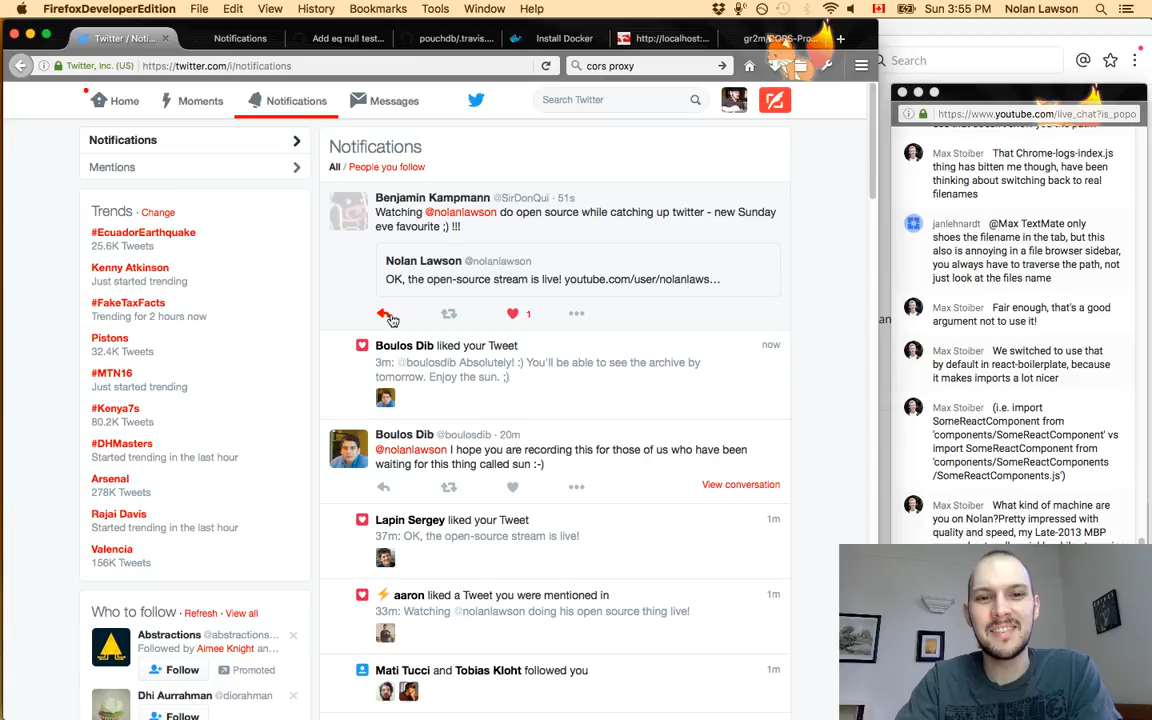 FirefoxDeveloperEdition File Edit View History Bookmarks Tools Window Help
Sun 3:55 PM Nolan Lawson
Twitter / Noti...
Notifications
Add eq null test...
pouchdb/.travis....
Install Docker
http://localhost:...
gr2m/CORS-Pro...
Twitter, Inc. (US) https://twitter.com/i/notifications
cors proxy
Home Moments Notifications Messages
Search Twitter
Notifications
Mentions
Trends · Change
#EcuadorEarthquake
25.6K Tweets
Kenny Atkinson
Just started trending
#FakeTaxFacts
Trending for 2 hours now
Pistons
32.4K Tweets
#MTN16
Just started trending
#Kenya7s
80.2K Tweets
#DHMasters
Started trending in the last hour
Arsenal
278K Tweets
Rajai Davis
Started trending in the last hour
Valencia
156K Tweets
Who to follow · Refresh · View all
Abstractions @abstractions...
Followed by Aimee Knight and
Follow Promoted
Dhi Aurrahman @diorahman
Follow
Notifications
All / People you follow
Benjamin Kampmann @SirDonQui · 51s
Watching @nolanlawson do open source while catching up twitter - new Sunday
eve favourite ;) !!!
Nolan Lawson @nolanlawson
OK, the open-source stream is live! youtube.com/user/nolanlaws...
1
Boulos Dib liked your Tweet
now
3m: @boulosdib Absolutely! :) You'll be able to see the archive by
tomorrow. Enjoy the sun. ;)
Boulos Dib @boulosdib · 20m
@nolanlawson I hope you are recording this for those of us who have been
waiting for this thing called sun :-)
View conversation
Lapin Sergey liked your Tweet
1m
37m: OK, the open-source stream is live!
aaron liked a Tweet you were mentioned in
1m
33m: Watching @nolanlawson doing his open source thing live!
Mati Tucci and Tobias Kloht followed you
1m
Search
an
https://www.youtube.com/live_chat?is_popo
Max Stoiber That Chrome-logs-index.js
thing has bitten me though, have been
thinking about switching back to real
filenames
janlehnardt @Max TextMate only
shoes the filename in the tab, but this
also is annoying in a file browser sidebar,
you always have to traverse the path, not
just look at the files name
Max Stoiber Fair enough, that's a good
argument not to use it!
Max Stoiber We switched to use that
by default in react-boilerplate, because
it makes imports a lot nicer
Max Stoiber (i.e. import
SomeReactComponent from
'components/SomeReactComponent' vs
import SomeReactComponent from
'components/SomeReactComponents
/SomeReactComponents.js')
Max Stoiber What kind of machine are
you on Nolan?Pretty impressed with
quality and speed, my Late-2013 MBP